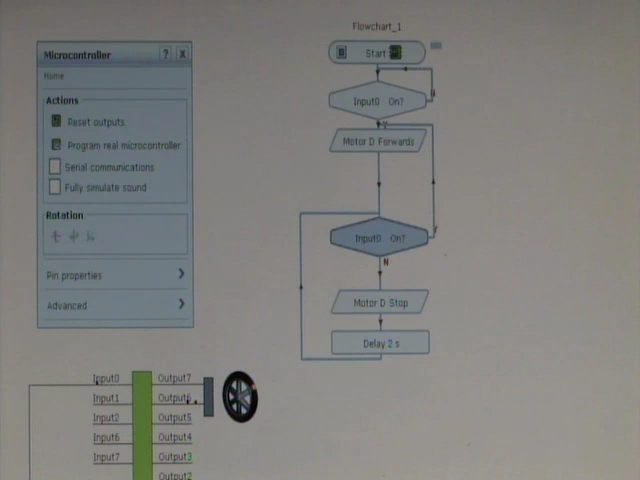 Flowchart_1
Microcontroller ? X
Home
Actions
Reset outputs
Program real microcontroller
Serial communications
Fully simulate sound
Rotation
Pin properties
Advanced
Start
Input0 On?
Y
Motor D Forwards
Input0 On?
N
Motor D Stop
Delay 2 s
Input0 Output7
Input1 Output6
Input2 Output5
Input6 Output4
Input7 Output3
Output2